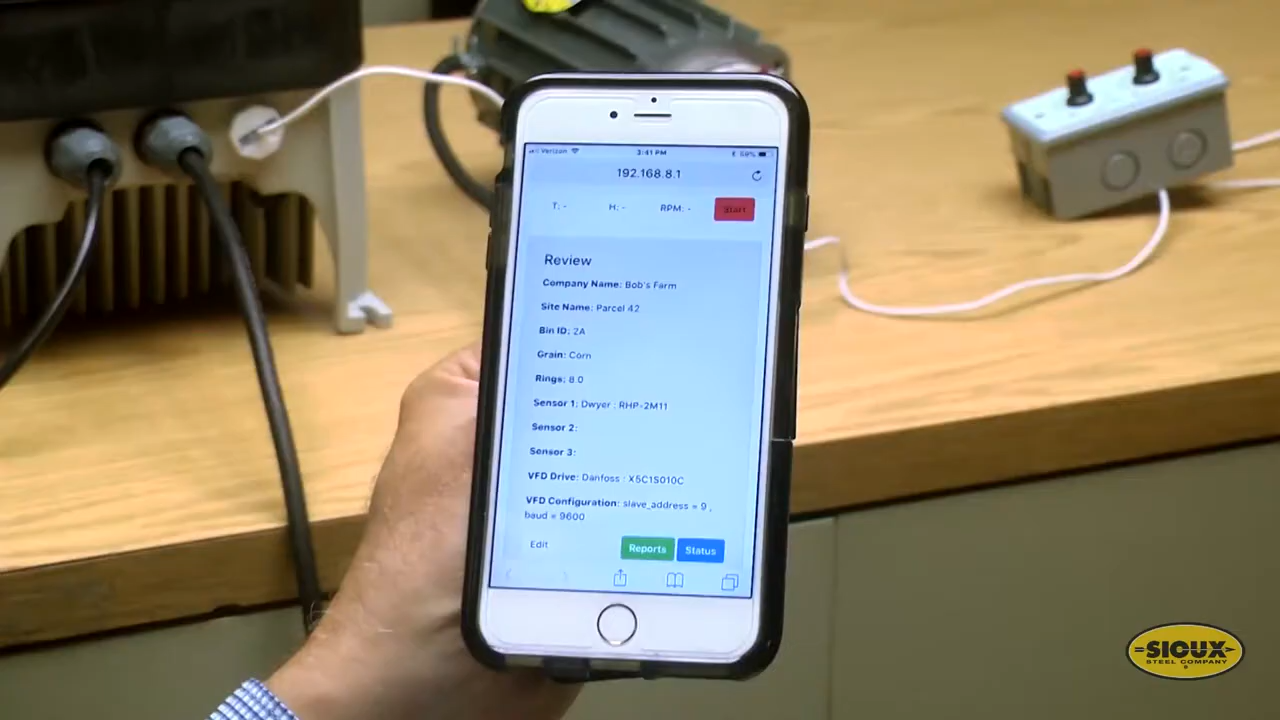 Verizon 3:41 PM 59%
192.168.8.1
T: - H: - RPM: - Start
Review
Company Name: Bob's Farm
Site Name: Parcel 42
Bin ID: 2A
Grain: Corn
Rings: 8.0
Sensor 1: Dwyer : RHP-2M11
Sensor 2:
Sensor 3:
VFD Drive: Danfoss : X5C1S010C
VFD Configuration: slave_address = 9 ,
baud = 9600
Edit Reports Status
SIOUX
STEEL COMPANY